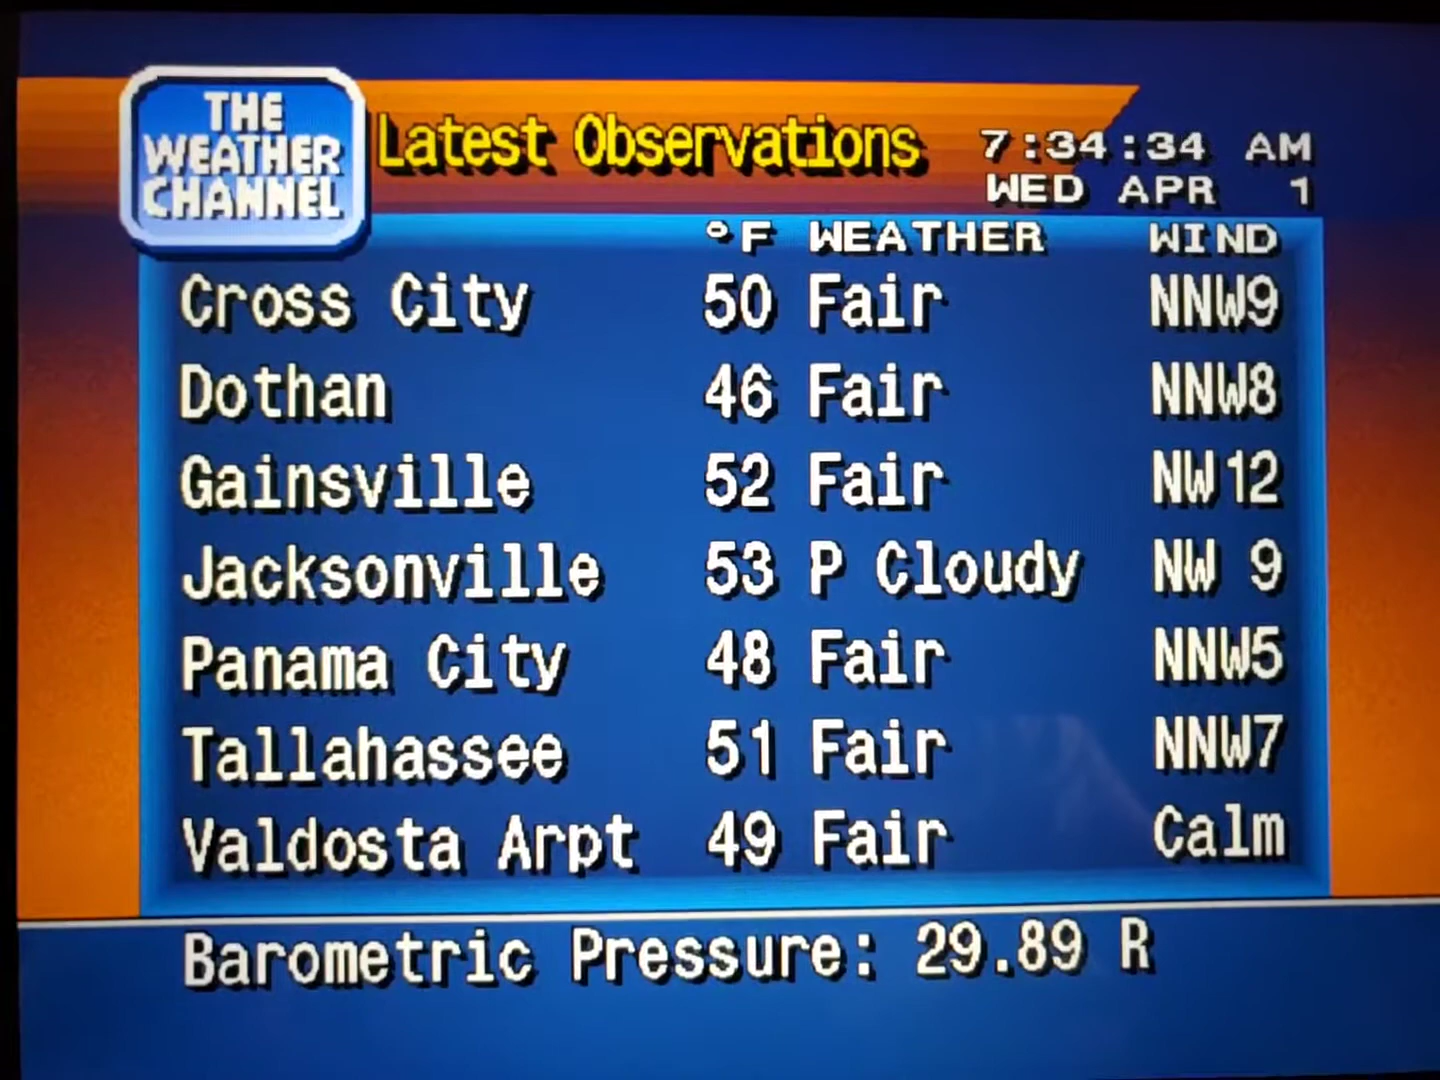 THE
WEATHER
CHANNEL
Latest Observations
7:34:34 AM
WED APR 1
°F WEATHER WIND
Cross City 50 Fair NNW9
Dothan 46 Fair NNW8
Gainsville 52 Fair NW12
Jacksonville 53 P Cloudy NW 9
Panama City 48 Fair NNW5
Tallahassee 51 Fair NNW7
Valdosta Arpt 49 Fair Calm
Barometric Pressure: 29.89 R